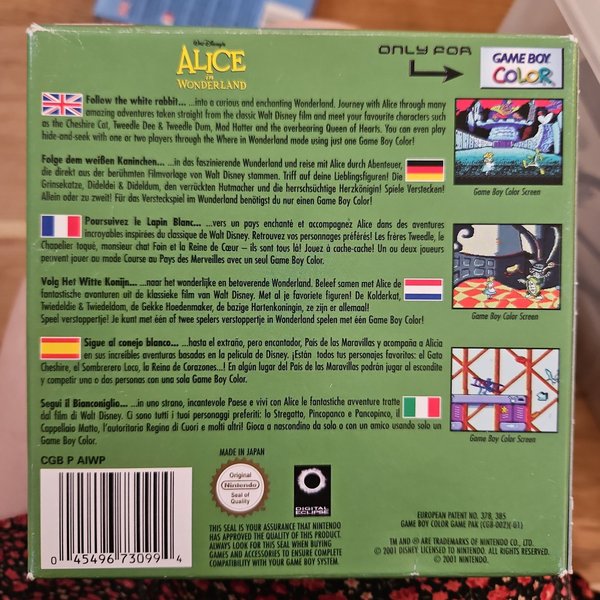 Walt Disney's
ALICE
IN
WONDERLAND
ONLY FOR
GAME BOY
COLOR
Follow the white rabbit... ...into a curious and enchanting Wonderland. Journey with Alice through many
amazing adventures taken straight from the classic Walt Disney film and meet your favourite characters such
as the Cheshire Cat, Tweedle Dee & Tweedle Dum, Mad Hatter and the overbearing Queen of Hearts. You can even play
hide-and-seek with one or two players through the Where in Wonderland mode using just one Game Boy Color!
Game Boy Color Screen
Folge dem weißen Kaninchen... ...in das faszinierende Wunderland und reise mit Alice durch Abenteuer,
die direkt aus der berühmten Filmvorlage von Walt Disney stammen. Triff auf deine Lieblingsfiguren! Die
Grinsekatze, Dideldei & Dideldum, den verrückten Hutmacher und die herrschsüchtige Herzkönigin! Spiele Verstecken!
Allein oder zu zweit! Für das Versteckspiel im Wunderland benötigst du nur einen Game Boy Color!
Poursuivez le Lapin Blanc... ...vers un pays enchanté et accompagnez Alice dans des aventures
incroyables inspirées du classique de Walt Disney. Retrouvez vos personnages préférés! Les frères Tweedle, le
Chapelier toqué, monsieur chat Foin et la Reine de Cœur – ils sont tous là! Jouez à cache-cache! Un ou deux joueurs
peuvent jouer au mode Course au Pays des Merveilles avec un seul Game Boy Color.
Volg Het Witte Konijn... ...naar het wonderlijke en betoverende Wonderland. Beleef samen met Alice de
fantastische avonturen uit de klassieke film van Walt Disney. Met al je favoriete figuren! De Kolderkat,
Twiedeldie & Twiedeldom, de Gekke Hoedenmaker, de bazige Hartenkoningin, ze zijn er allemaal!
Speel verstoppertje! Je kunt met één of twee spelers verstoppertje in Wonderland spelen met één Game Boy Color!
Game Boy Color Screen
Sigue al conejo blanco... ...hasta el extraño, pero encantador, País de las Maravillas y acompaña a Alicia
en sus increíbles aventuras basadas en la película de Disney. ¡Están todos tus personajes favoritos: el Gato
Cheshire, el Sombrerero Loco, la Reina de Corazones...! En algún lugar del País de las Maravillas podrán jugar al escondite
y competir una o dos personas con una sola Game Boy Color.
Segui il Bianconiglio... ...in uno strano, incantevole Paese e vivi con Alice le fantastiche avventure tratte
dal film di Walt Disney. Ci sono tutti i tuoi personaggi preferiti: lo Stregatto, Pincopanco e Pancopinco, il
Cappellaio Matto, l'autoritaria Regina di Cuori e molti altri! Gioca a nascondino da solo o con un amico usando solo un
Game Boy Color.
Game Boy Color Screen
CGB P AIWP
MADE IN JAPAN
Original
Nintendo
Seal of
Quality
DIGITAL
ECLIPSE
0 45496 73099 4
THIS SEAL IS YOUR ASSURANCE THAT NINTENDO
HAS APPROVED THE QUALITY OF THIS PRODUCT.
ALWAYS LOOK FOR THIS SEAL WHEN BUYING
GAMES AND ACCESSORIES TO ENSURE COMPLETE
COMPATIBILITY WITH YOUR GAME BOY SYSTEM.
EUROPEAN PATENT NO. 378, 385
GAME BOY COLOR GAME PAK (CGB-002X-G1)
TM AND ® ARE TRADEMARKS OF NINTENDO CO., LTD.
© 2001 DISNEY LICENSED TO NINTENDO. ALL RIGHTS RESERVED.
© 2001 NINTENDO.